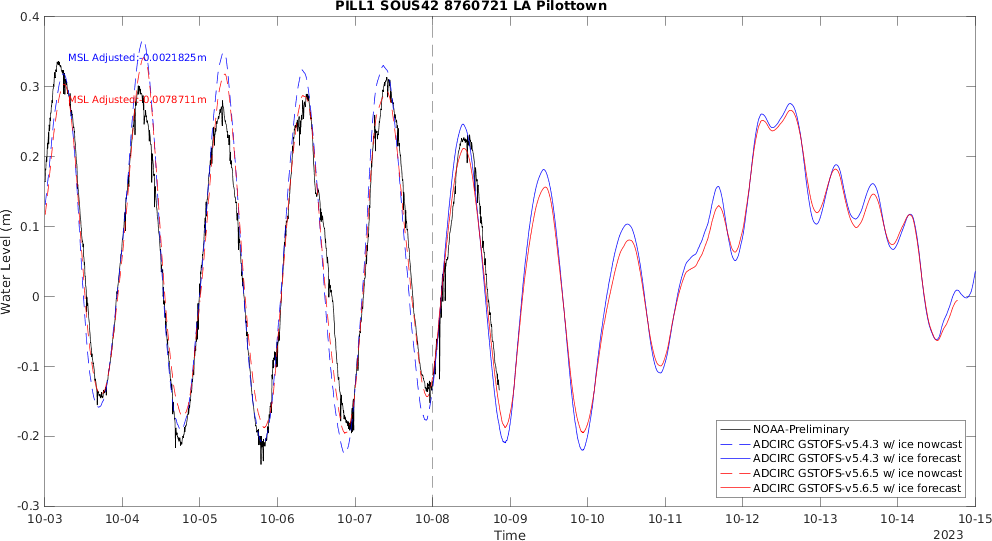 PILL1 SOUS42 8760721 LA Pilottown
0.4
0.3
0.2
0.1
0
-0.1
-0.2
-0.3
Water Level (m)
MSL Adjusted:-0.0021825m
MSL Adjusted:-0.0078711m
NOAA-Preliminary
ADCIRC GSTOFS-v5.4.3 w/ ice nowcast
ADCIRC GSTOFS-v5.4.3 w/ ice forecast
ADCIRC GSTOFS-v5.6.5 w/ ice nowcast
ADCIRC GSTOFS-v5.6.5 w/ ice forecast
10-03 10-04 10-05 10-06 10-07 10-08 10-09 10-10 10-11 10-12 10-13 10-14 10-15
Time
2023